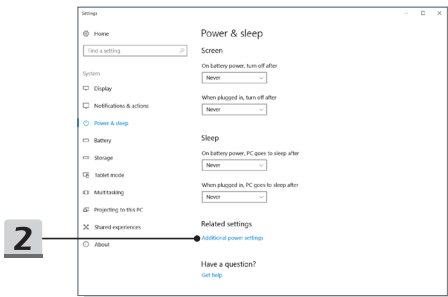 Settings
Home
Find a setting
System
Display
Notifications & actions
Power & sleep
Battery
Storage
Tablet mode
Multitasking
Projecting to this PC
Shared experiences
About
Power & sleep
Screen
On battery power, turn off after
Never
When plugged in, turn off after
Never
Sleep
On battery power, PC goes to sleep after
Never
When plugged in, PC goes to sleep after
Never
Related settings
Additional power settings
Have a question?
Get help
2